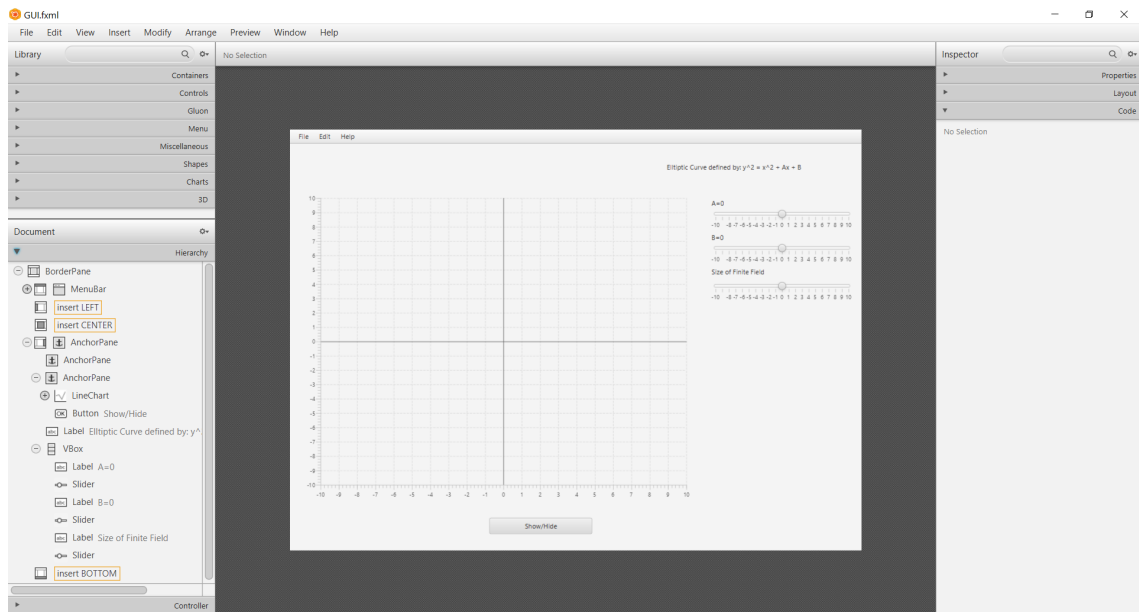 GUI.fxml
File Edit View Insert Modify Arrange Preview Window Help
Library
Containers
Controls
Gluon
Menu
Miscellaneous
Shapes
Charts
3D
Document
Hierarchy
BorderPane
MenuBar
insert LEFT
insert CENTER
AnchorPane
AnchorPane
AnchorPane
LineChart
Button Show/Hide
Label Elltiptic Curve defined by: y^.
VBox
Label A=0
Slider
Label B=0
Slider
Label Size of Finite Field
Slider
insert BOTTOM
Controller
No Selection
File Edit Help
Elltiptic Curve defined by: y^2 = x^2 + Ax + B
10
9
8
7
6
5
4
3
2
1
0
-1
-2
-3
-4
-5
-6
-7
-8
-9
-10
-10 -9 -8 -7 -6 -5 -4 -3 -2 -1 0 1 2 3 4 5 6 7 8 9 10
A=0
-10 -8 -7 -6 -5 -4 -3 -2 -1 0 1 2 3 4 5 6 7 8 9 10
B=0
-10 -8 -7 -6 -5 -4 -3 -2 -1 0 1 2 3 4 5 6 7 8 9 10
Size of Finite Field
-10 -8 -7 -6 -5 -4 -3 -2 -1 0 1 2 3 4 5 6 7 8 9 10
Show/Hide
Inspector
Properties
Layout
Code
No Selection